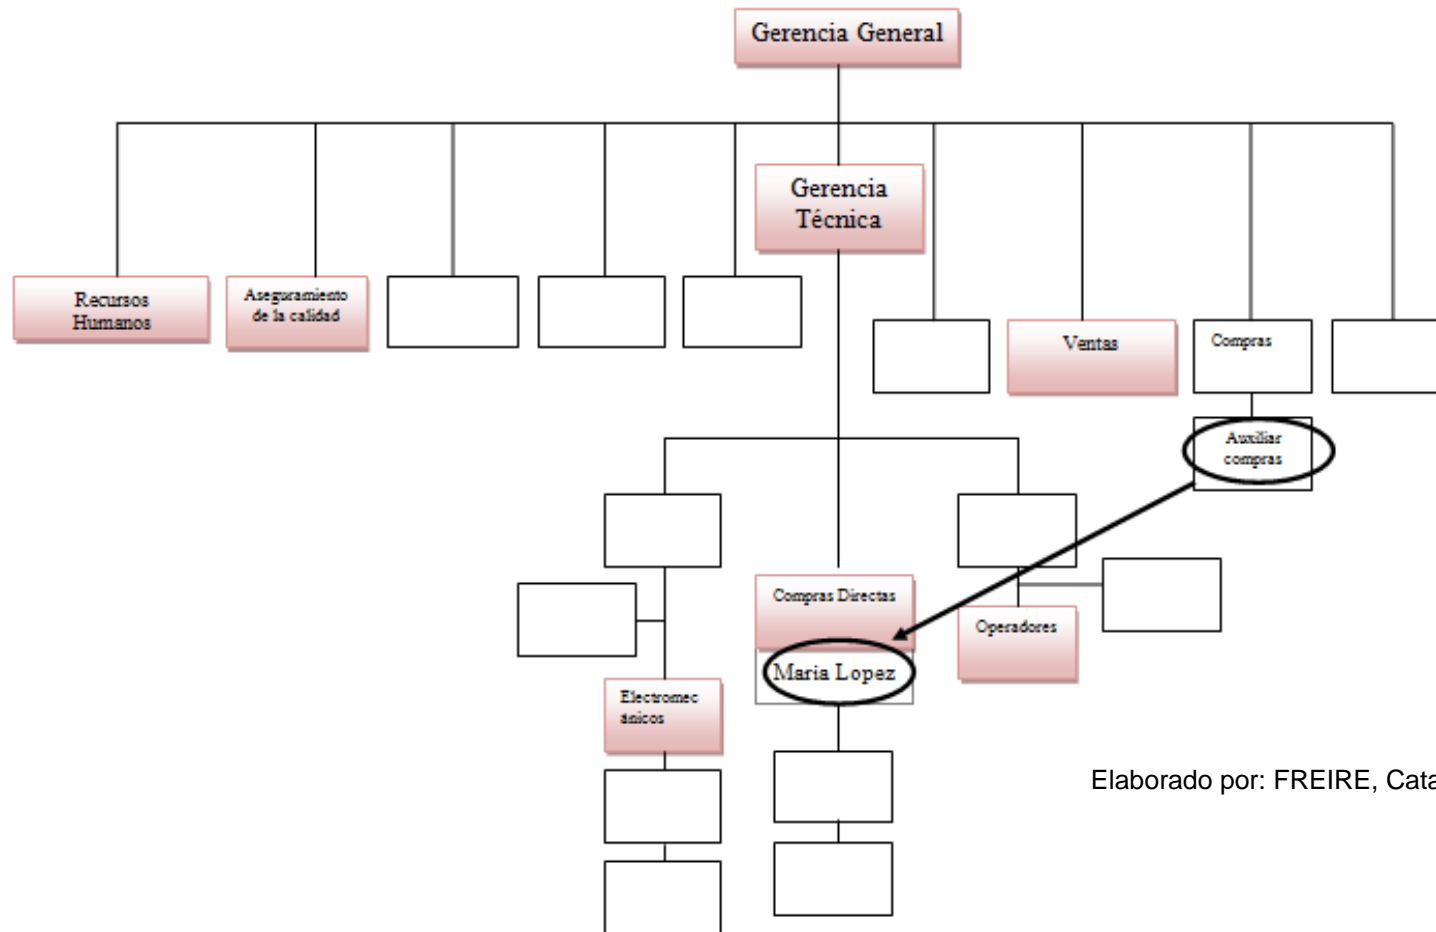 Gerencia General
Gerencia
Técnica
Recursos
Humanos
Aseguramiento
de la calidad
Ventas
Compras
Auxiliar
compras
Compras Directas
Maria Lopez
Operadores
Electromec
ánicos
Elaborado por: FREIRE, Cata